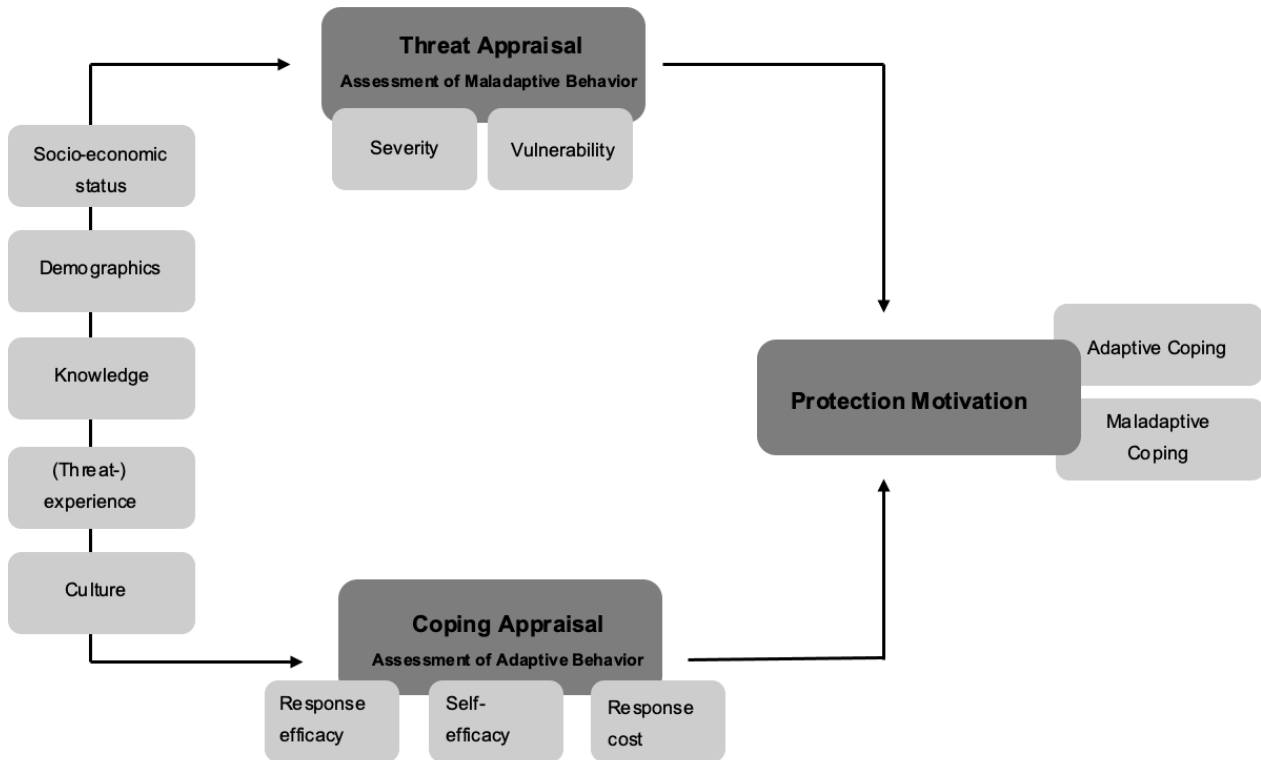 Threat Appraisal
Assessment of Maladaptive Behavior
Severity
Vulnerability
Socio-economic
status
Demographics
Knowledge
(Threat-)
experience
Culture
Coping Appraisal
Assessment of Adaptive Behavior
Response
efficacy
Self-
efficacy
Response
cost
Protection Motivation
Adaptive Coping
Maladaptive
Coping